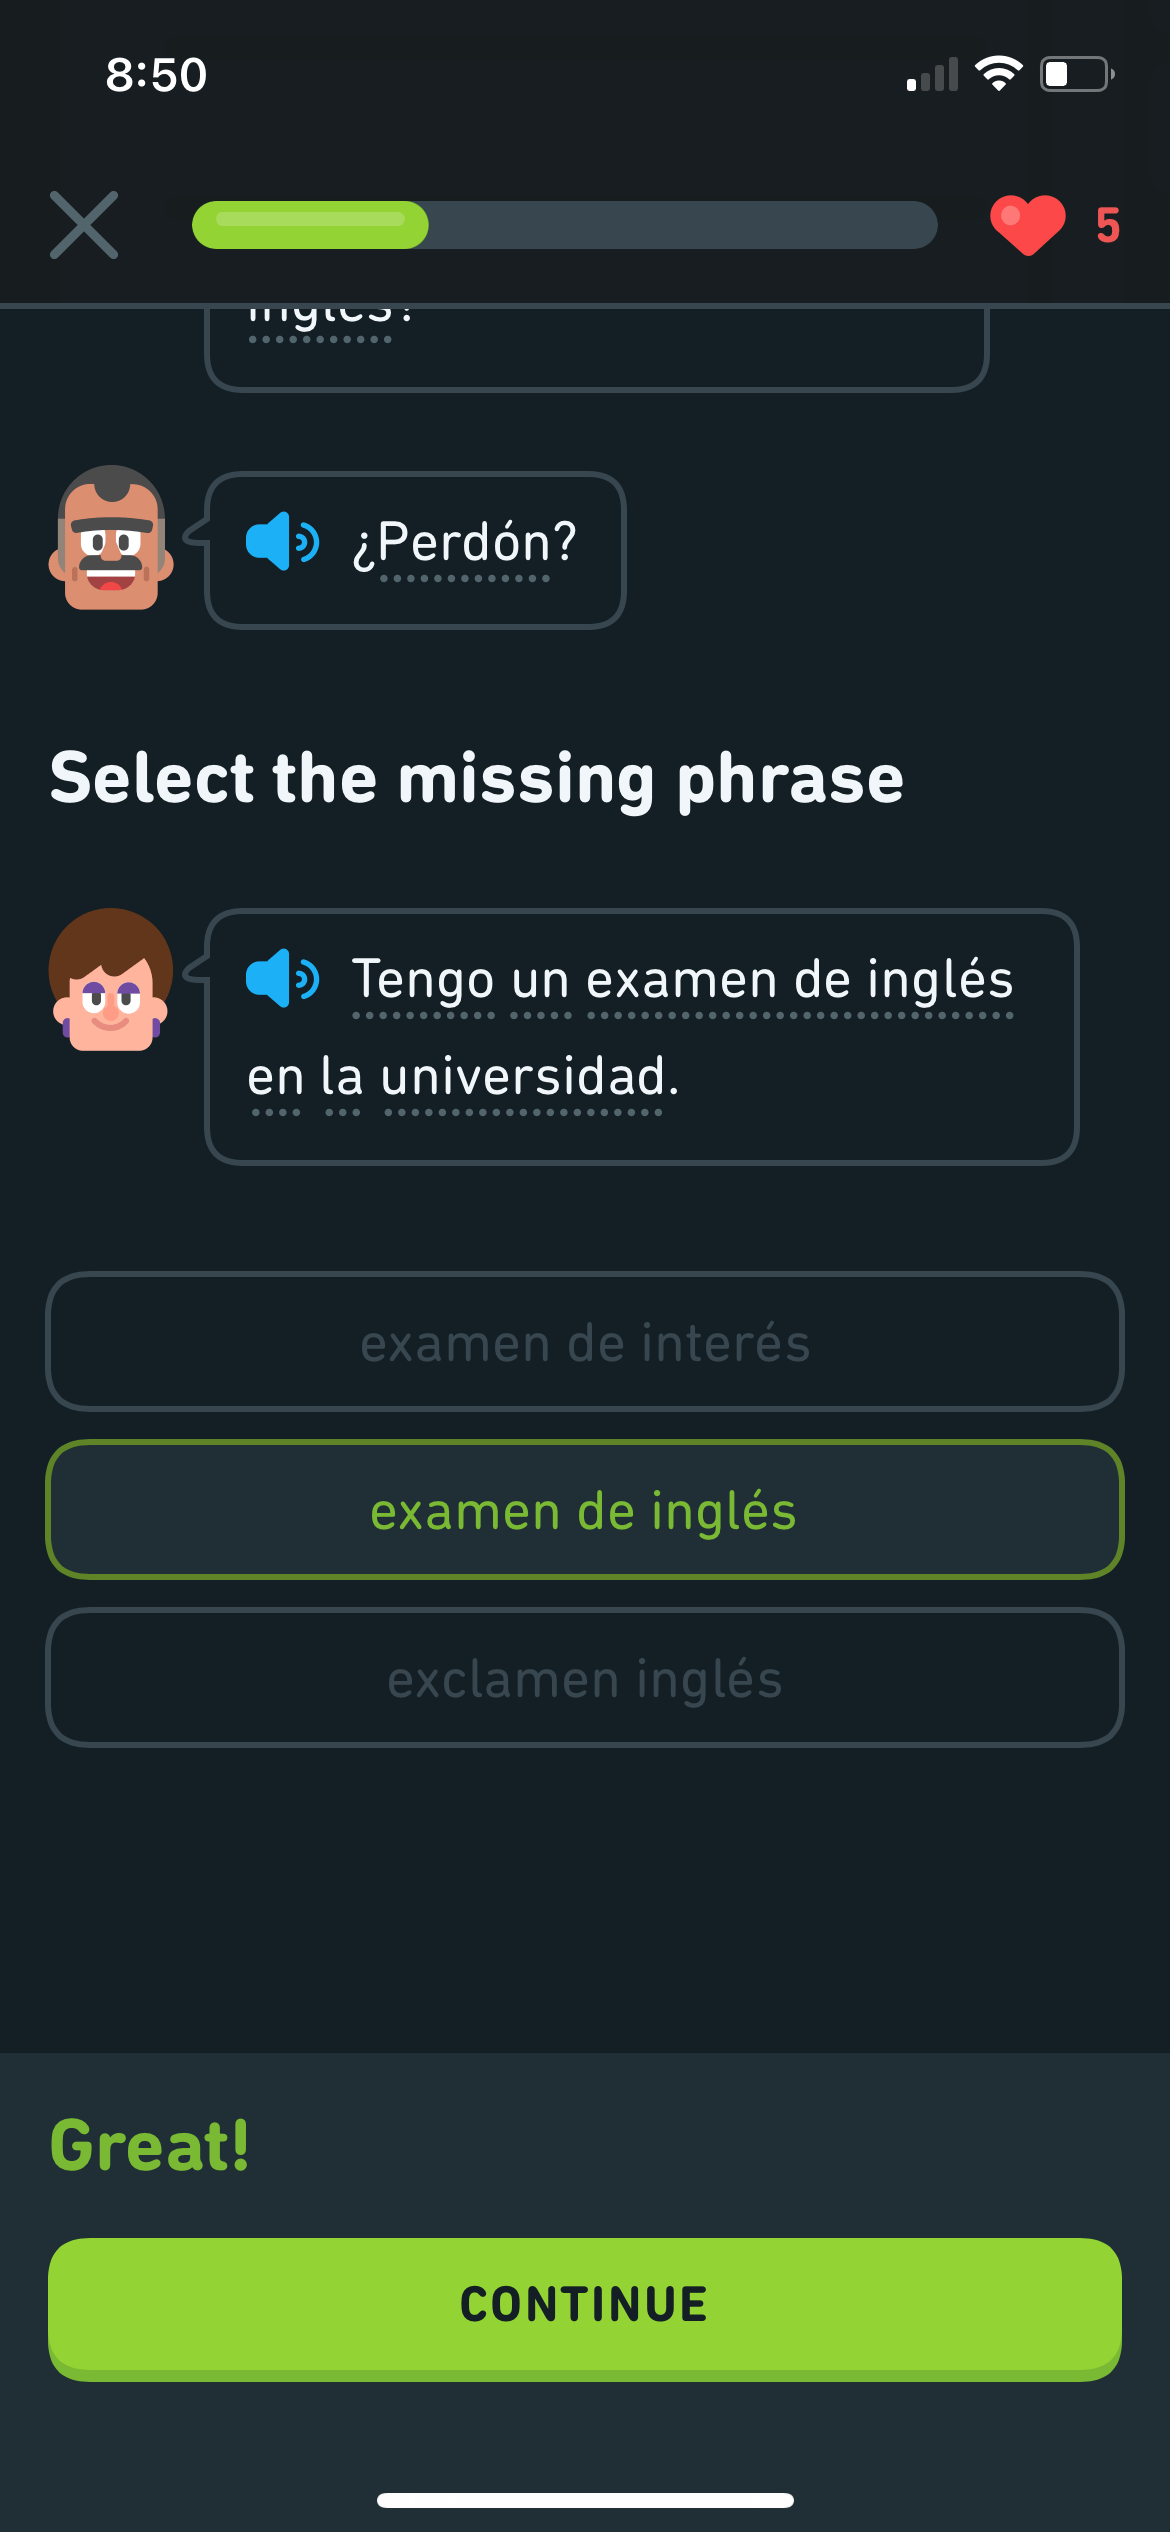 8:50
5
inglés?
¿Perdón?
Select the missing phrase
Tengo un examen de inglés
en la universidad.
examen de interés
examen de inglés
exclamen inglés
Great!
CONTINUE